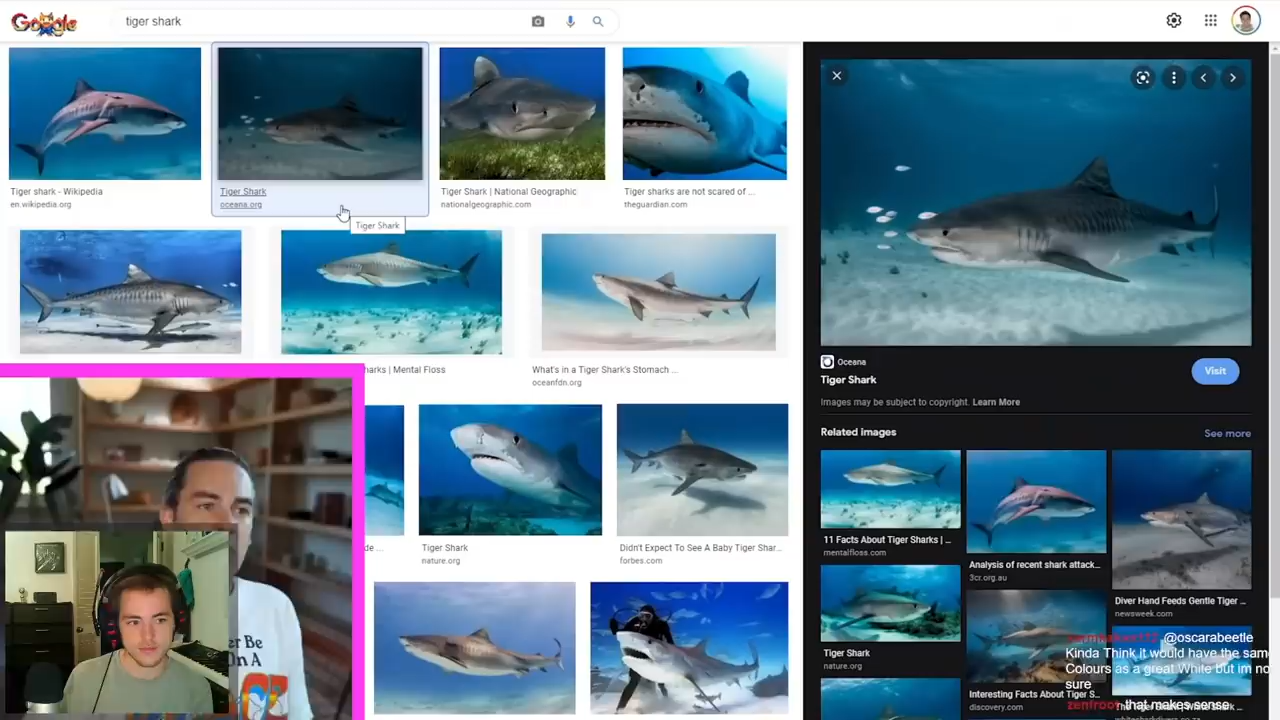 Google
tiger shark
Tiger shark - Wikipedia
en.wikipedia.org
Tiger Shark
oceana.org
Tiger Shark | National Geographic
nationalgeographic.com
Tiger sharks are not scared of ...
theguardian.com
Tiger Shark
harks | Mental Floss
What's in a Tiger Shark's Stomach ...
oceanfdn.org
de ...
Tiger Shark
nature.org
Didn't Expect To See A Baby Tiger Shar...
forbes.com
er Be
On A
Oceana
Tiger Shark
Visit
Images may be subject to copyright. Learn More
Related images
See more
11 Facts About Tiger Sharks | ...
mentalfloss.com
Analysis of recent shark attack...
3cr.org.au
Diver Hand Feeds Gentle Tiger ...
newsweek.com
Tiger Shark
nature.org
Interesting Facts About Tiger S...
discovery.com
@oscarabeetle
Kinda Think it would have the same
Colours as a great White but im no
sure
zenfroot that makes sense